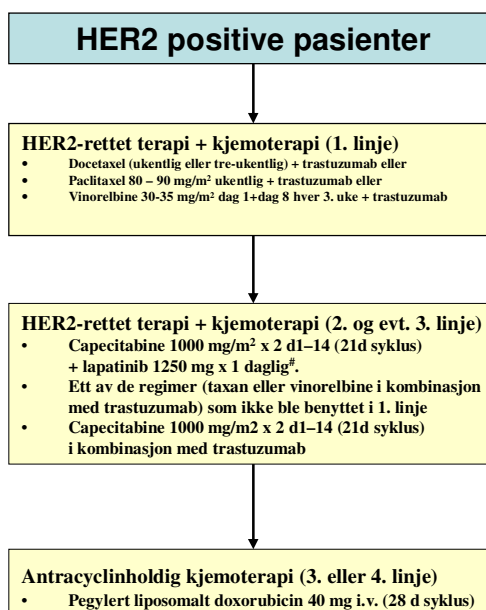 HER2 positive pasienter
HER2-rettet terapi + kjemoterapi (1. linje)
• Docetaxel (ukentlig eller tre-ukentlig) + trastuzumab eller
• Paclitaxel 80 – 90 mg/m² ukentlig + trastuzumab eller
• Vinorelbine 30-35 mg/m² dag 1+dag 8 hver 3. uke + trastuzumab
HER2-rettet terapi + kjemoterapi (2. og evt. 3. linje)
• Capecitabine 1000 mg/m² x 2 d1–14 (21d syklus)
+ lapatinib 1250 mg x 1 daglig#.
• Ett av de regimer (taxan eller vinorelbine i kombinasjon
med trastuzumab) som ikke ble benyttet i 1. linje
• Capecitabine 1000 mg/m2 x 2 d1–14 (21d syklus)
i kombinasjon med trastuzumab
Antracyclinholdig kjemoterapi (3. eller 4. linje)
• Pegylert liposomalt doxorubicin 40 mg i.v. (28 d syklus)